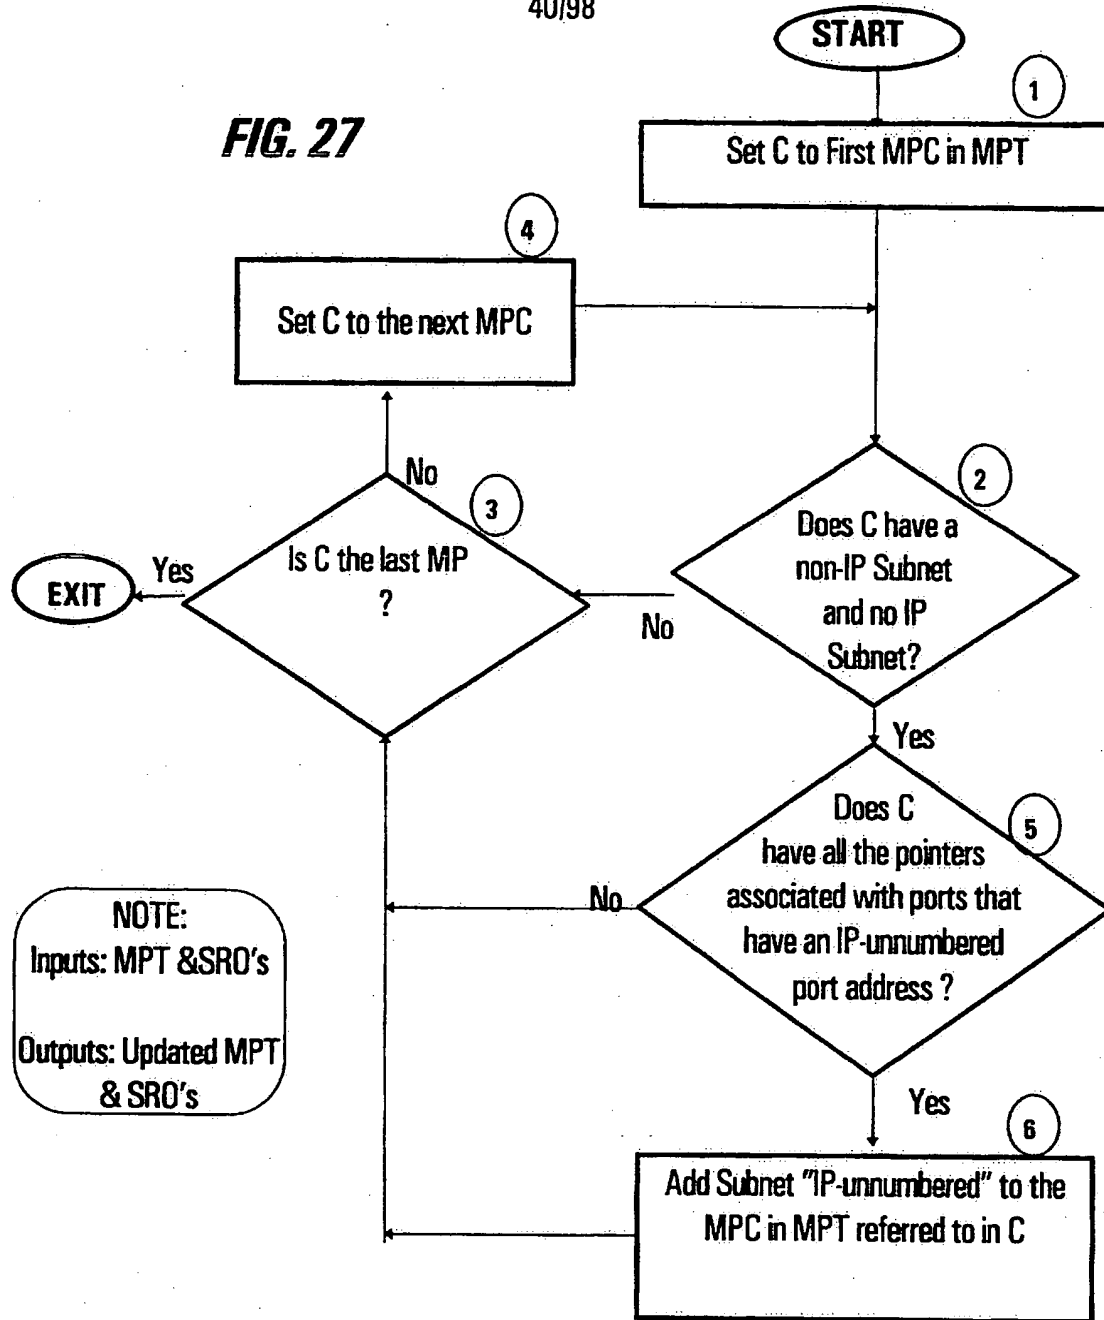 40/98
START
FIG. 27
1
Set C to First MPC in MPT
4
Set C to the next MPC
No
2
3
Does C have a
non-IP Subnet
and no IP
Subnet?
Is C the last MP
?
Yes
EXIT
No
Yes
Does C
have all the pointers
associated with ports that
have an IP-unnumbered
port address ?
5
No
NOTE:
Inputs: MPT &SRO's
Outputs: Updated MPT
& SRO's
Yes
6
Add Subnet "IP-unnumbered" to the
MPC in MPT referred to in C